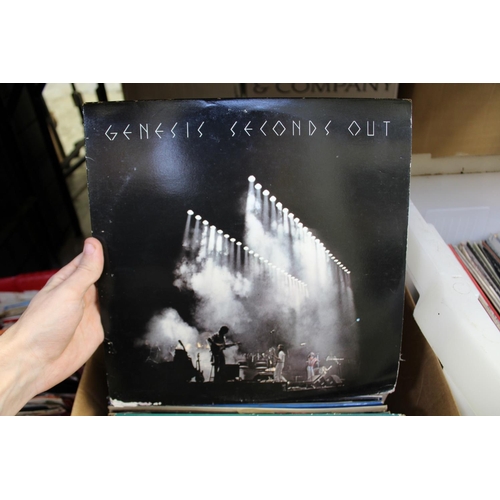 & COMPANY
GENESIS SECONDS OUT